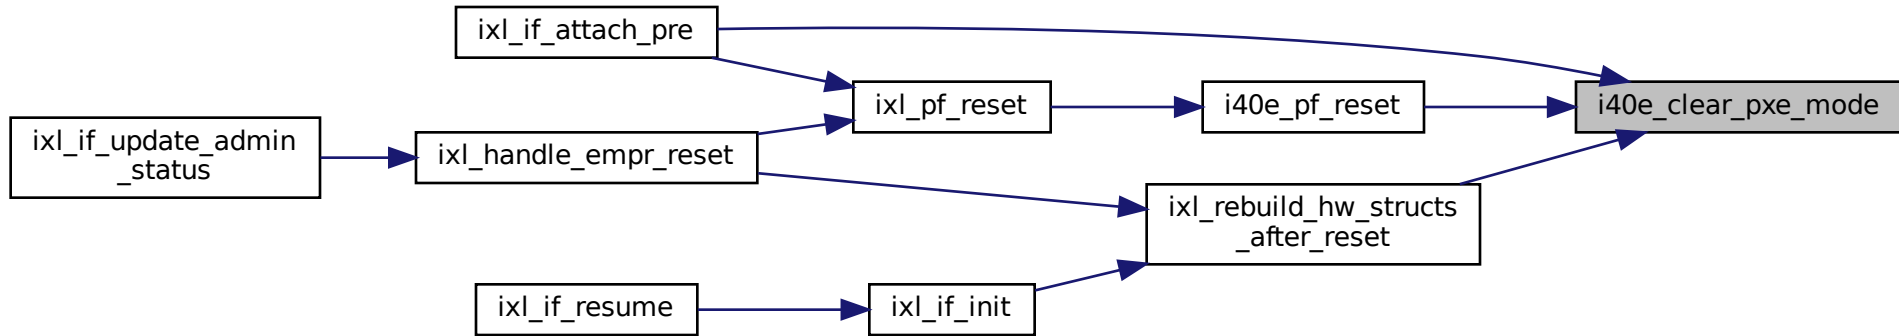 ixl_if_attach_pre
ixl_pf_reset
i40e_pf_reset
i40e_clear_pxe_mode
ixl_if_update_admin
_status
ixl_handle_empr_reset
ixl_rebuild_hw_structs
_after_reset
ixl_if_resume
ixl_if_init